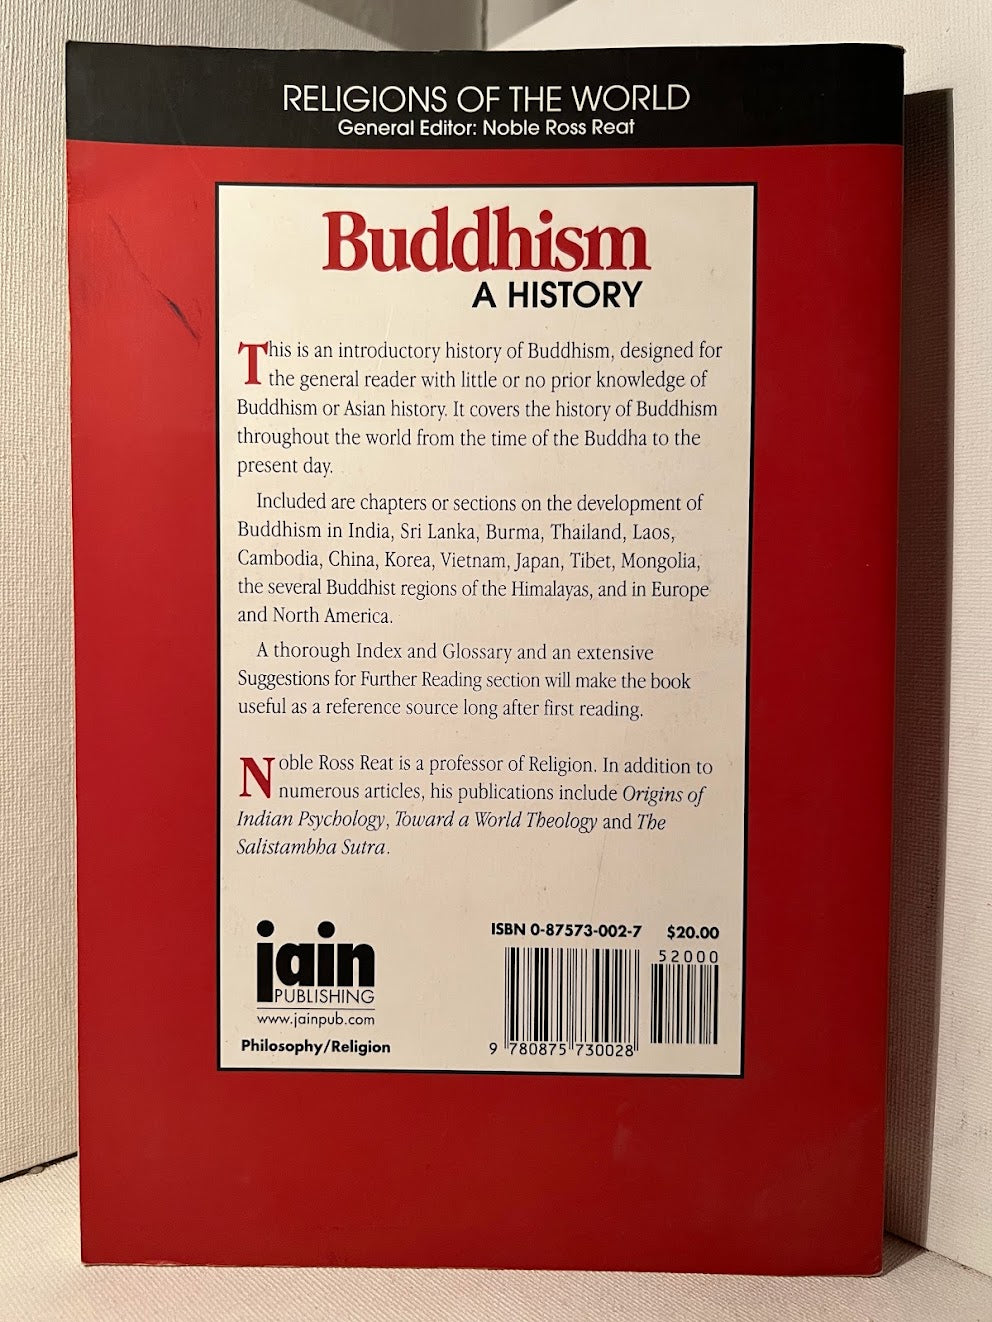 RELIGIONS OF THE WORLD
General Editor: Noble Ross Reat
Buddhism
A HISTORY
This is an introductory history of Buddhism, designed for
the general reader with little or no prior knowledge of
Buddhism or Asian history. It covers the history of Buddhism
throughout the world from the time of the Buddha to the
present day.
Included are chapters or sections on the development of
Buddhism in India, Sri Lanka, Burma, Thailand, Laos,
Cambodia, China, Korea, Vietnam, Japan, Tibet, Mongolia,
the several Buddhist regions of the Himalayas, and in Europe
and North America.
A thorough Index and Glossary and an extensive
Suggestions for Further Reading section will make the book
useful as a reference source long after first reading.
Noble Ross Reat is a professor of Religion. In addition to
numerous articles, his publications include Origins of
Indian Psychology, Toward a World Theology and The
Salistambha Sutra.
jain
PUBLISHING
www.jainpub.com
Philosophy/Religion
ISBN 0-87573-002-7 $20.00
52000
9 780875 730028